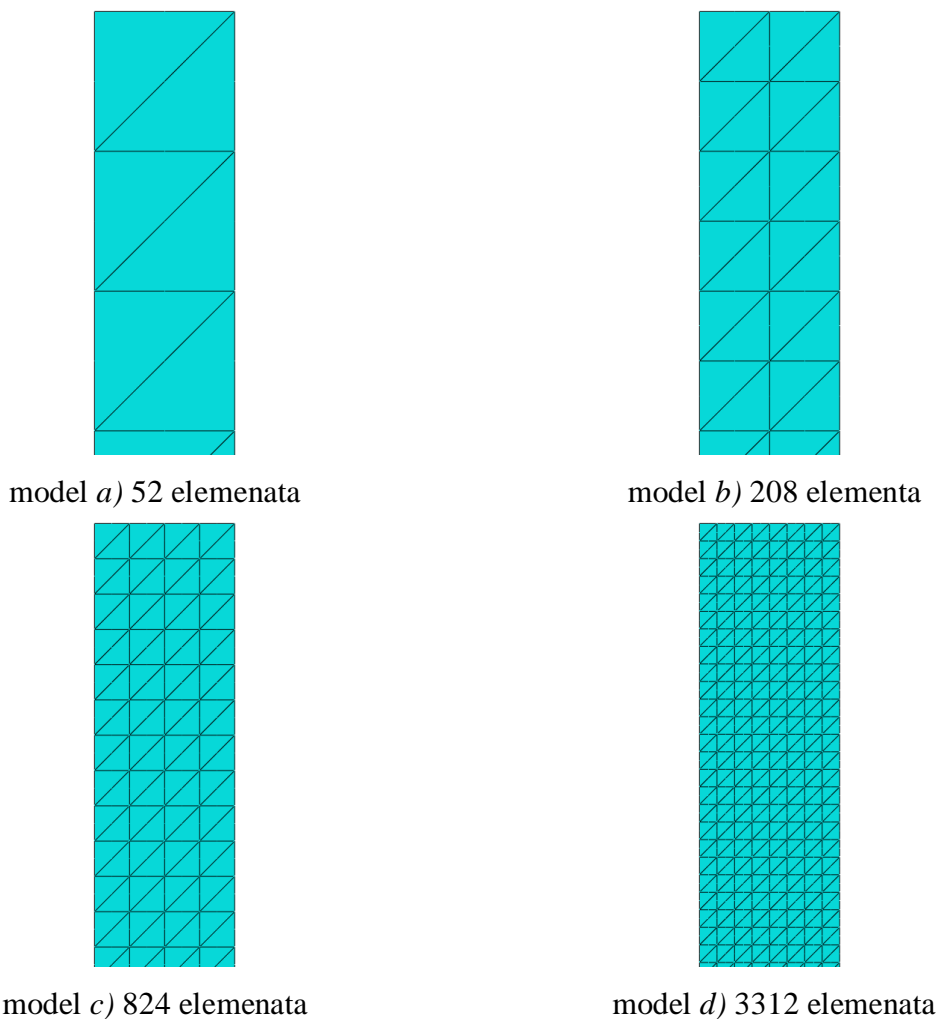 model a) 52 elemenata
model b) 208 elementa
model c) 824 elemenata
model d) 3312 elemenata